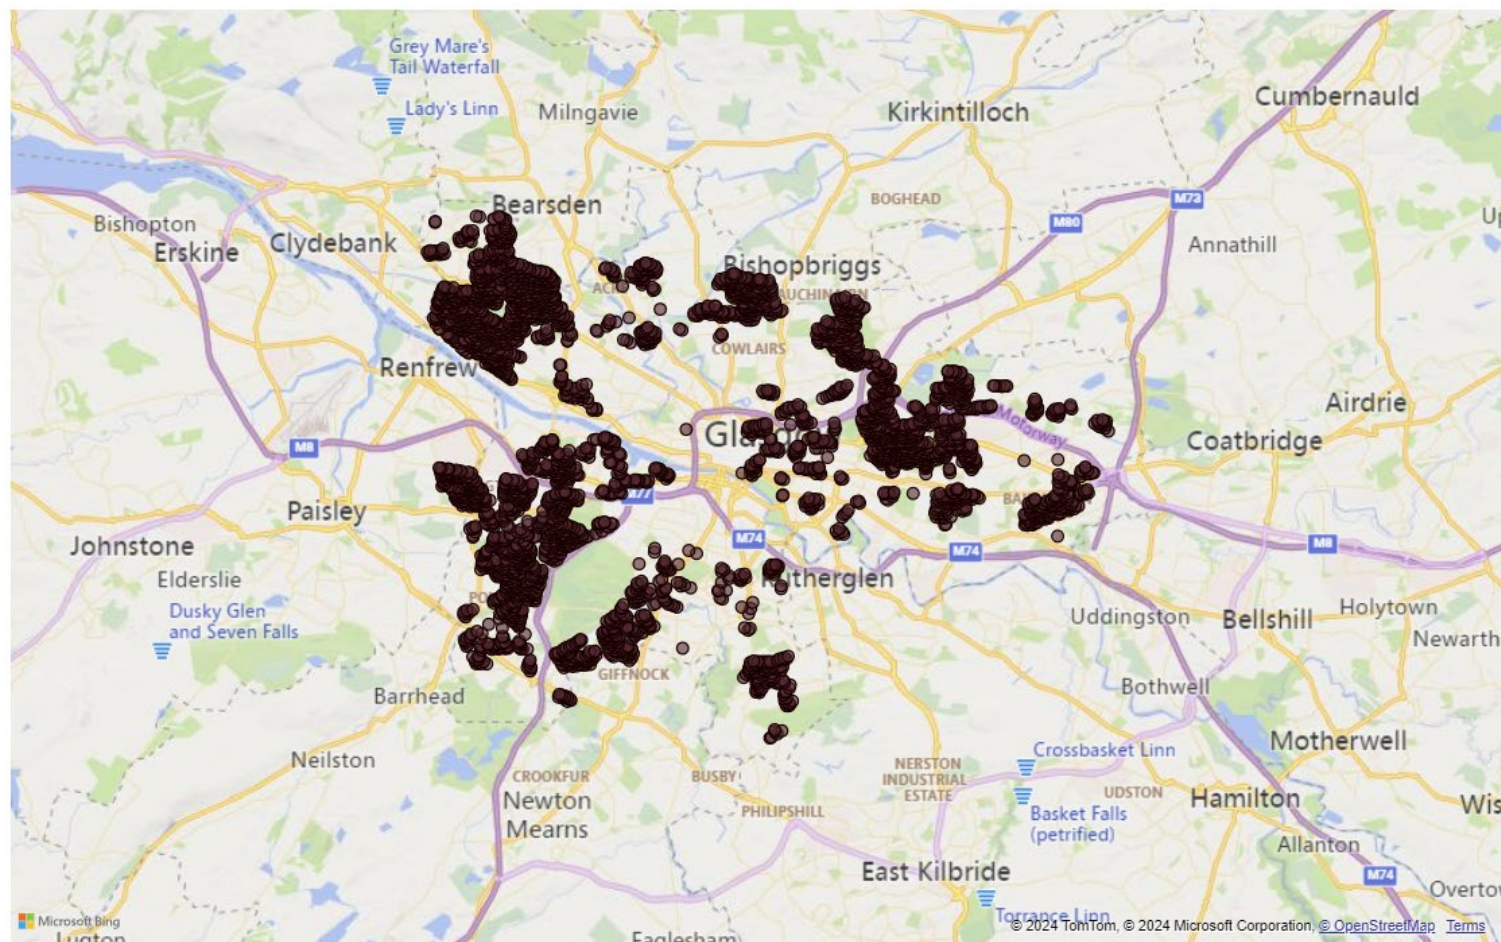 Grey Mare's
Tail Waterfall
Lady's Linn
Milngavie
Kirkintilloch
Cumbernauld
BOGHEAD
M73
M80
Bearsden
Bishopton
Erskine
Clydebank
Annathill
Bishopbriggs
COWLAIRS
Renfrew
Airdrie
Motorway
Coatbridge
M8
Paisley
M77
M74
M74
Johnstone
M8
Elderslie
Rutherglen
Dusky Glen
and Seven Falls
Uddingston
Bellshill
Holytown
Newarth
GIFFNOCK
Barrhead
Bothwell
Neilston
CROOKFUR
BUSBY
NERSTON
INDUSTRIAL
ESTATE
Crossbasket Linn
Motherwell
UDSTON
Newton
Mearns
PHILIPSHILL
Basket Falls
(petrified)
Hamilton
Wis
Allanton
East Kilbride
M74
Overto
Torrance Linn
Microsoft Bing
© 2024 TomTom, © 2024 Microsoft Corporation, © OpenStreetMap Terms
Lugton
Eaglesham